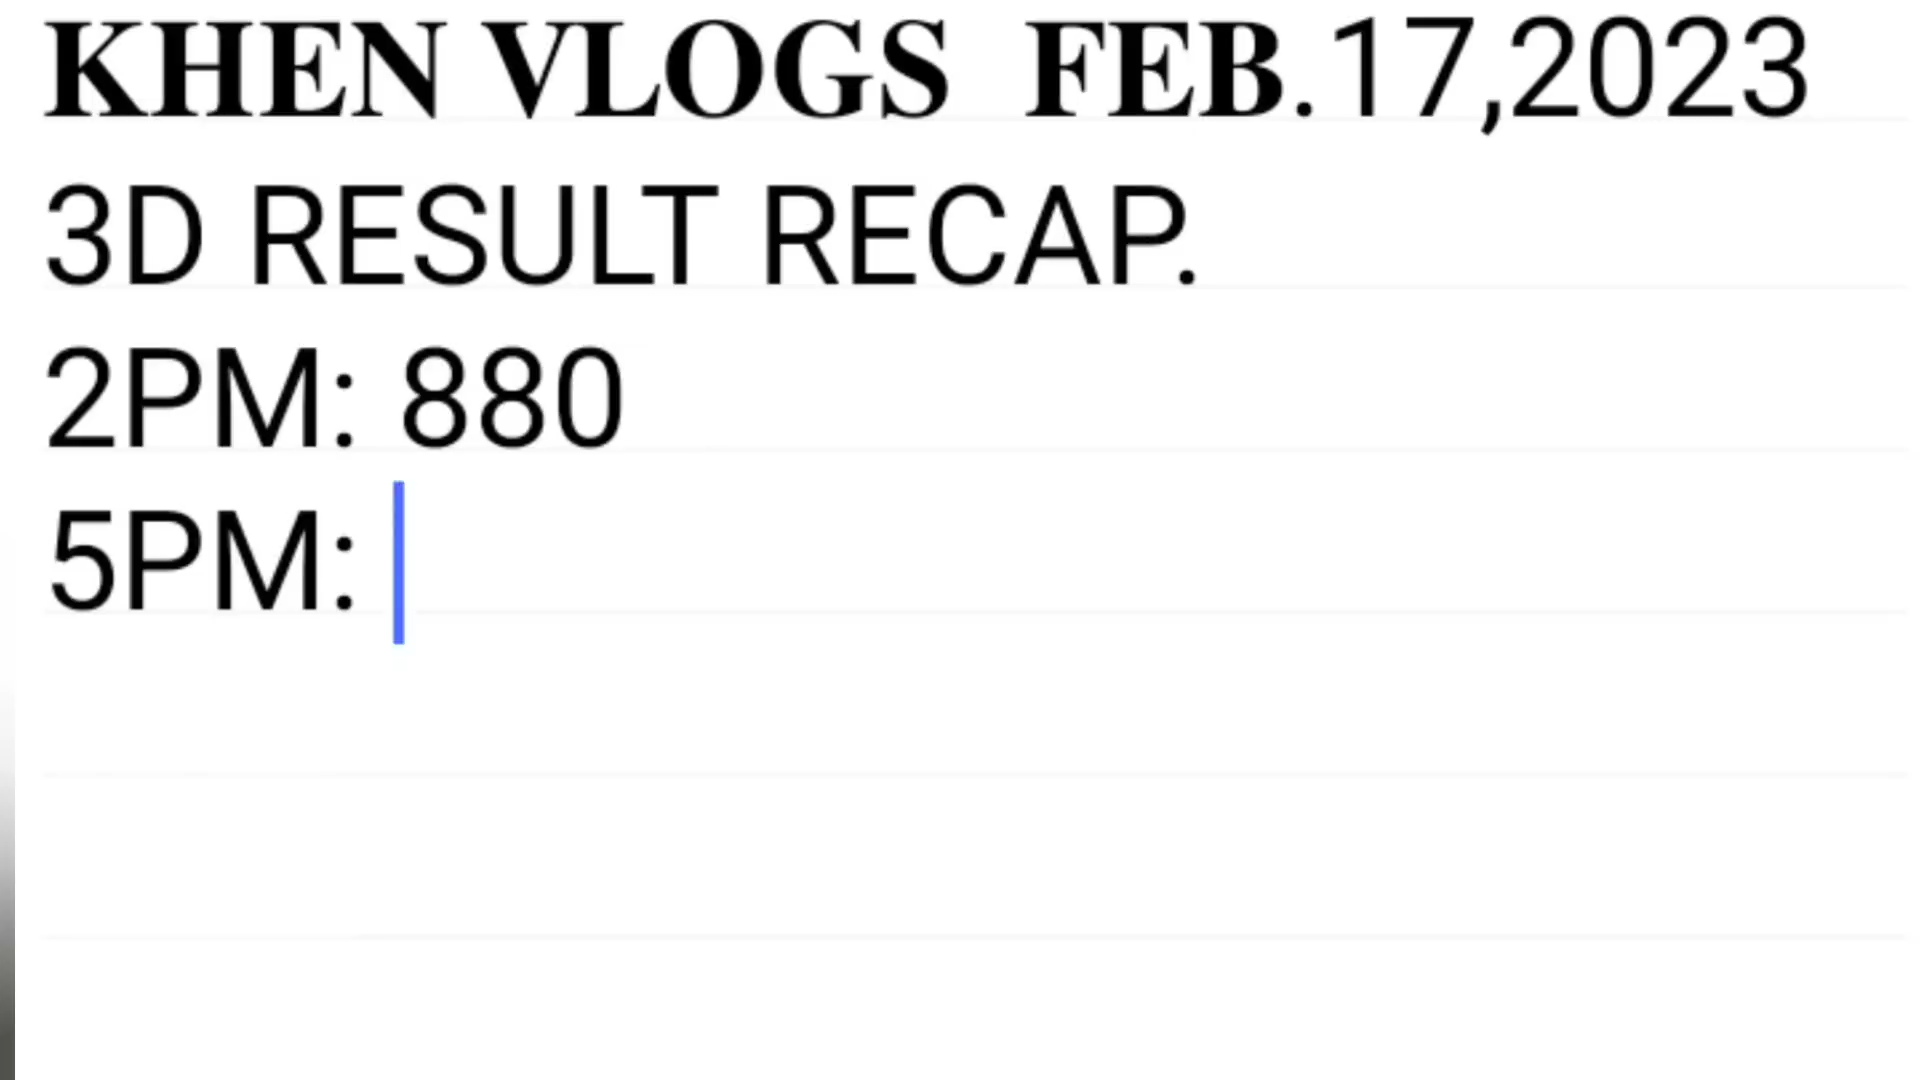 KHEN VLOGS  FEB.17,2023
3D RESULT RECAP.
2PM: 880
5PM: